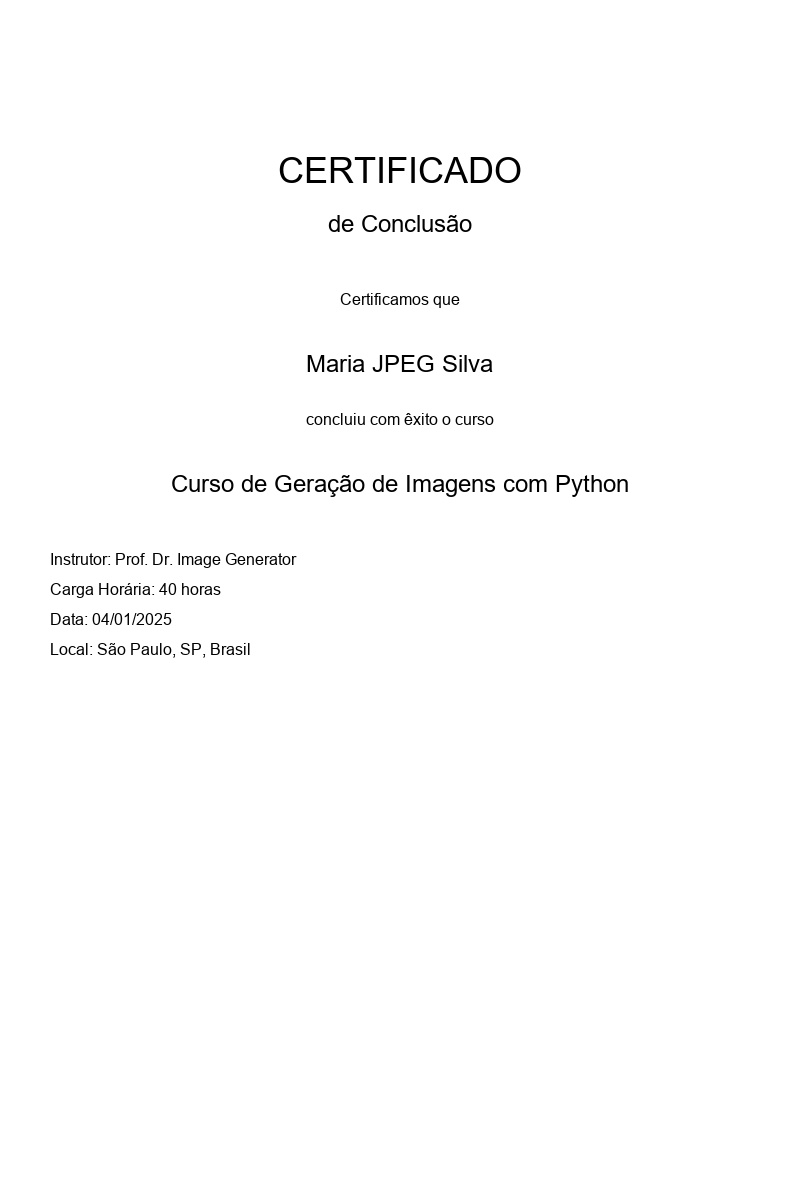 CERTIFICADO
de Conclusão
Certificamos que
Maria JPEG Silva
concluiu com êxito o curso
Curso de Geração de Imagens com Python
Instrutor: Prof. Dr. Image Generator
Carga Horária: 40 horas
Data: 04/01/2025
Local: São Paulo, SP, Brasil